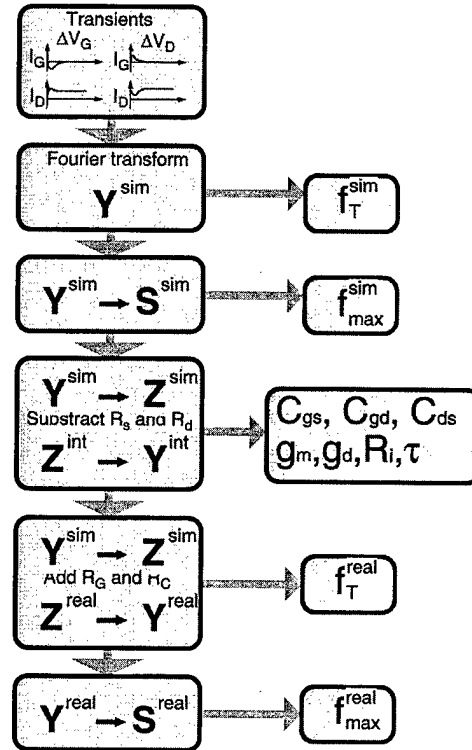 Transients
ΔV_G ΔV_D
I_G I_G
I_D I_D
Fourier transform
Y^sim
f_T^sim
Y^sim → S^sim
f_max^sim
Y^sim → Z^sim
Substract R_s and R_d
Z^int → Y^int
C_gs, C_gd, C_ds
g_m, g_d, R_i, τ
Y^sim → Z^sim
Add R_G and R_C
Z^real → Y^real
f_T^real
Y^real → S^real
f_max^real